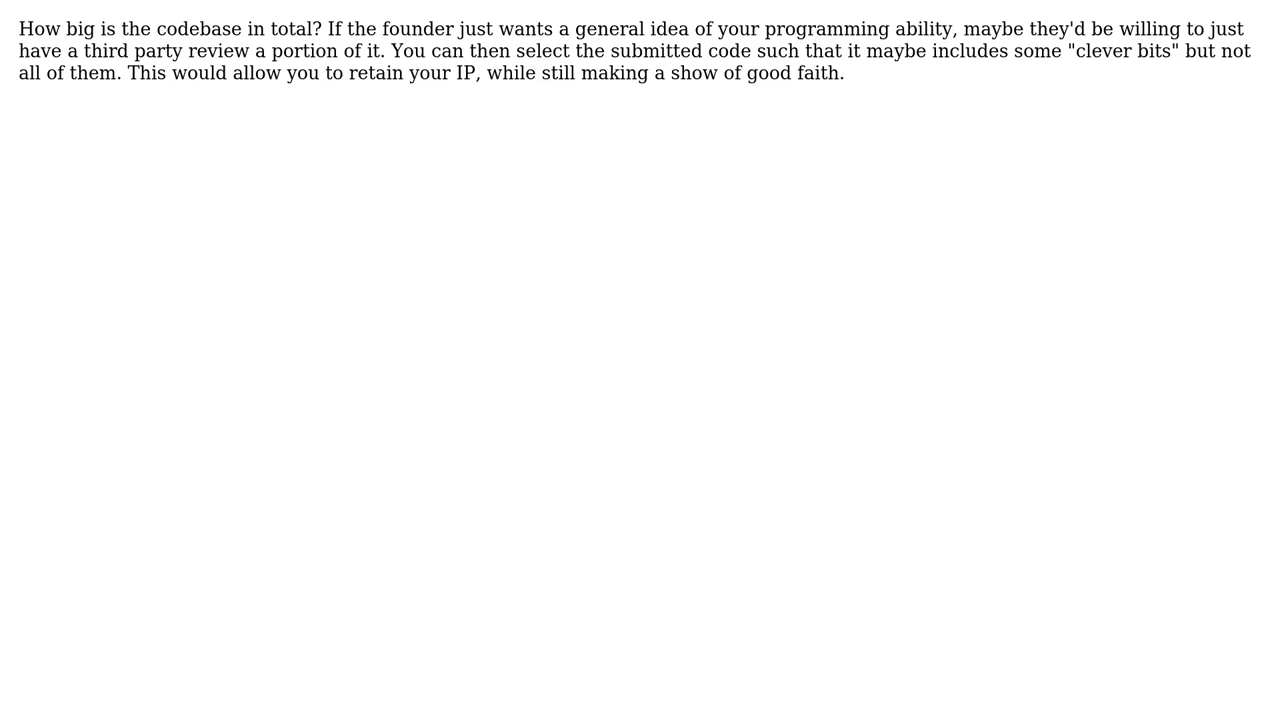 How big is the codebase in total? If the founder just wants a general idea of your programming ability, maybe they'd be willing to just
have a third party review a portion of it. You can then select the submitted code such that it maybe includes some "clever bits" but not
all of them. This would allow you to retain your IP, while still making a show of good faith.